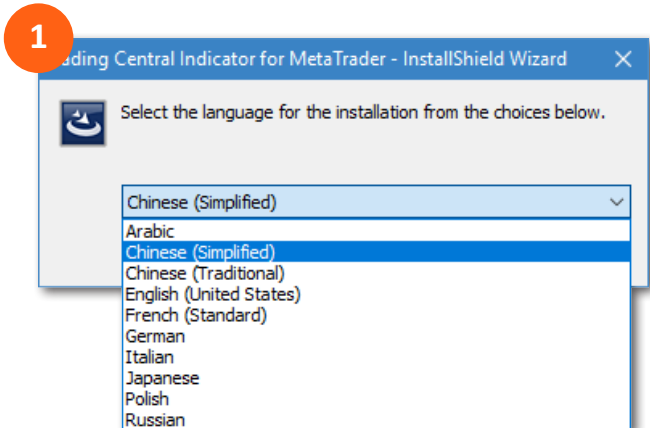 1
ding Central Indicator for MetaTrader - InstallShield Wizard
Select the language for the installation from the choices below.
Chinese (Simplified)
Arabic
Chinese (Simplified)
Chinese (Traditional)
English (United States)
French (Standard)
German
Italian
Japanese
Polish
Russian